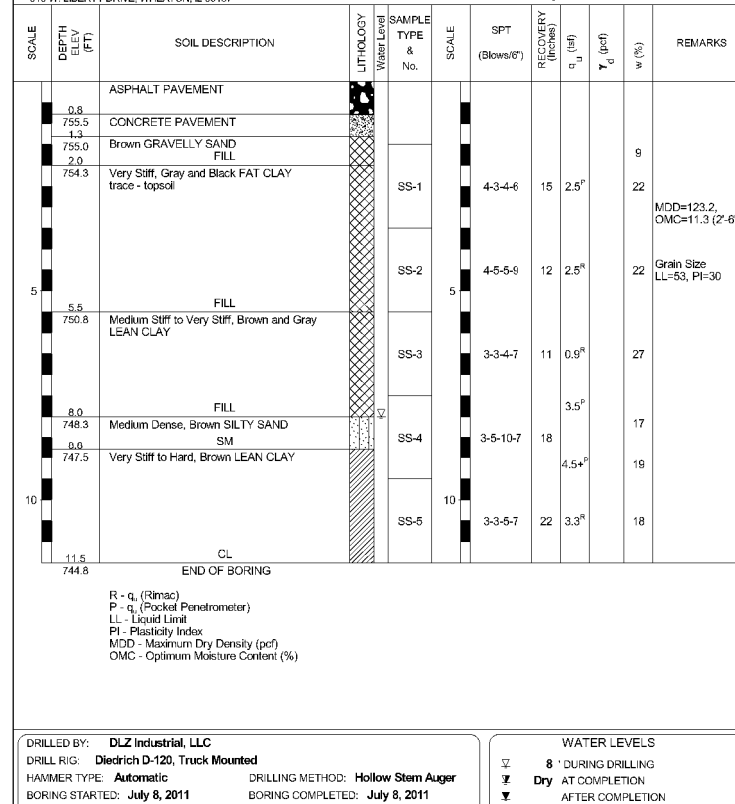 SCALE
DEPTH
ELEV
(FT)
SOIL DESCRIPTION
LITHOLOGY
Water Level
SAMPLE
TYPE
&
No.
SCALE
SPT
(Blows/6")
RECOVERY
(Inches)
q u (tsf)
γ d (pcf)
w (%)
REMARKS
ASPHALT PAVEMENT
0.8
755.5 CONCRETE PAVEMENT
1.3
755.0 Brown GRAVELLY SAND
FILL 9
2.0
754.3 Very Stiff, Gray and Black FAT CLAY
trace - topsoil
SS-1 4-3-4-6 15 2.5P 22
MDD=123.2,
OMC=11.3 (2'-6'
SS-2 4-5-5-9 12 2.5R 22 Grain Size
LL=53, PI=30
5 5
FILL
5.5
750.8 Medium Stiff to Very Stiff, Brown and Gray
LEAN CLAY
SS-3 3-3-4-7 11 0.9R 27
FILL 3.5P
8.0
748.3 Medium Dense, Brown SILTY SAND 17
SM SS-4 3-5-10-7 18
747.5 Very Stiff to Hard, Brown LEAN CLAY 4.5+P 19
10 10
SS-5 3-3-5-7 22 3.3R 18
CL
11.5
744.8 END OF BORING
R - qu (Rimac)
P - qu (Pocket Penetrometer)
LL - Liquid Limit
PI - Plasticity Index
MDD - Maximum Dry Density (pcf)
OMC - Optimum Moisture Content (%)
DRILLED BY: DLZ Industrial, LLC
DRILL RIG: Diedrich D-120, Truck Mounted
HAMMER TYPE: Automatic DRILLING METHOD: Hollow Stem Auger
BORING STARTED: July 8, 2011 BORING COMPLETED: July 8, 2011
WATER LEVELS
8 ' DURING DRILLING
Dry AT COMPLETION
AFTER COMPLETION